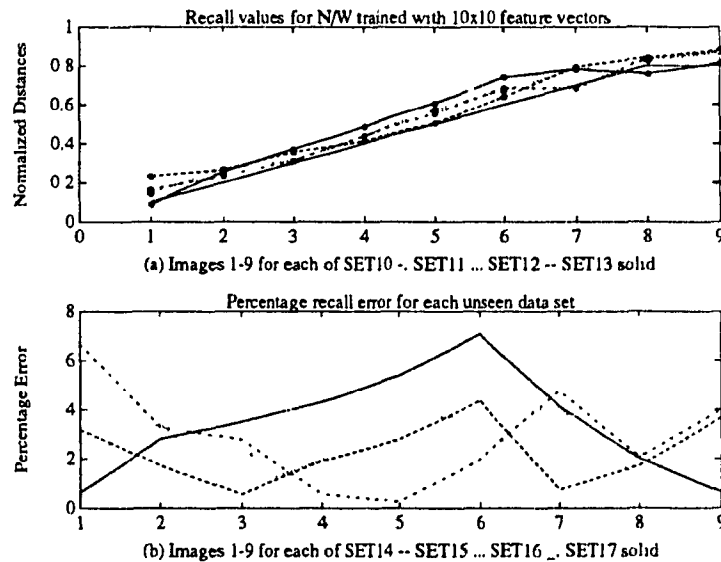 Recall values for N/W trained with 10x10 feature vectors
1
0 8
0.6
0.4
0 2
0
Normalized Distances
0 1 2 3 4 5 6 7 8 9
(a) Images 1-9 for each of SET10 -. SET11 ... SET12 -- SET13 solid
Percentage recall error for each unseen data set
8
6
4
2
0
Percentage Error
1 2 3 4 5 6 7 8 9
(b) Images 1-9 for each of SET14 -- SET15 ... SET16 _. SET17 solid